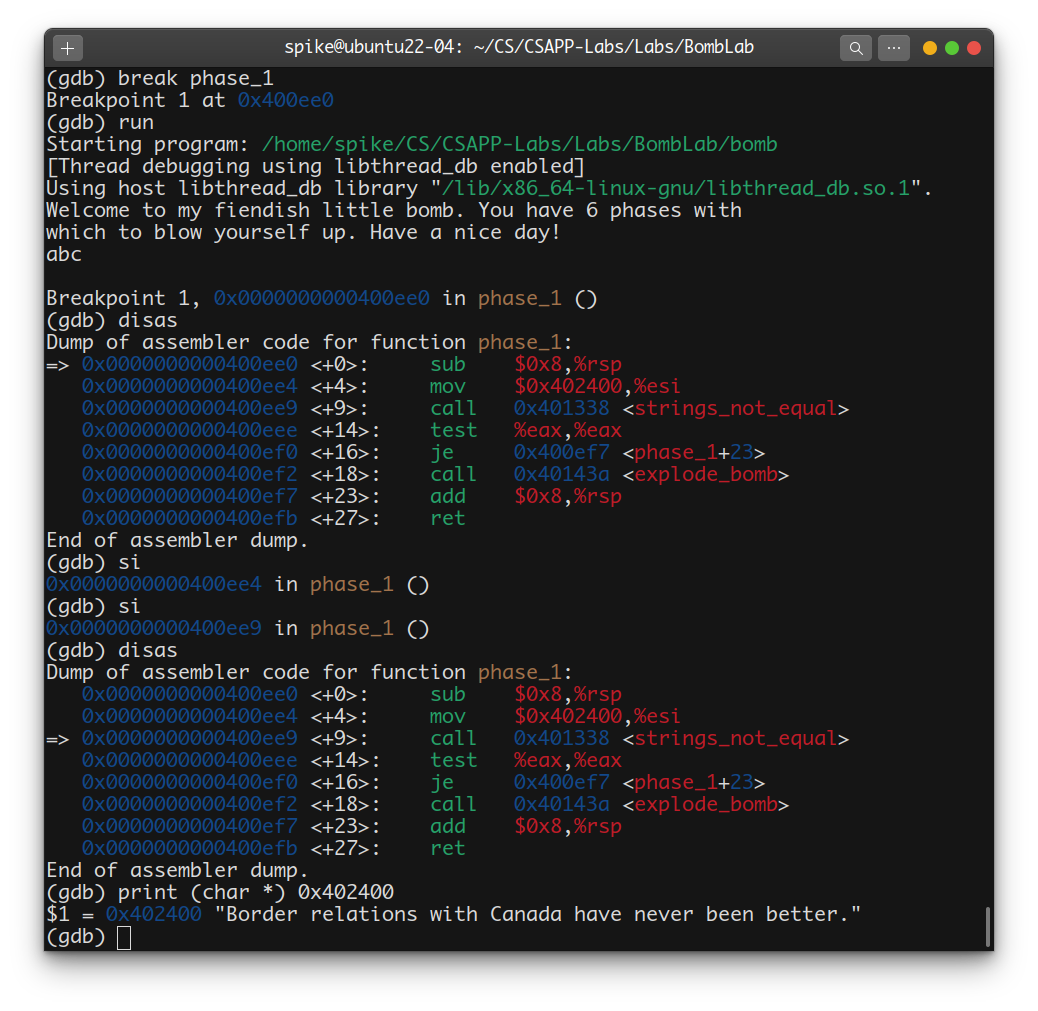 spike@ubuntu22-04: ~/CS/CSAPP-Labs/Labs/BombLab
(gdb) break phase_1
Breakpoint 1 at 0x400ee0
(gdb) run
Starting program: /home/spike/CS/CSAPP-Labs/Labs/BombLab/bomb
[Thread debugging using libthread_db enabled]
Using host libthread_db library "/lib/x86_64-linux-gnu/libthread_db.so.1".
Welcome to my fiendish little bomb. You have 6 phases with
which to blow yourself up. Have a nice day!
abc

Breakpoint 1, 0x0000000000400ee0 in phase_1 ()
(gdb) disas
Dump of assembler code for function phase_1:
=> 0x0000000000400ee0 <+0>:     sub    $0x8,%rsp
   0x0000000000400ee4 <+4>:     mov    $0x402400,%esi
   0x0000000000400ee9 <+9>:     call   0x401338 <strings_not_equal>
   0x0000000000400eee <+14>:    test   %eax,%eax
   0x0000000000400ef0 <+16>:    je     0x400ef7 <phase_1+23>
   0x0000000000400ef2 <+18>:    call   0x40143a <explode_bomb>
   0x0000000000400ef7 <+23>:    add    $0x8,%rsp
   0x0000000000400efb <+27>:    ret
End of assembler dump.
(gdb) si
0x0000000000400ee4 in phase_1 ()
(gdb) si
0x0000000000400ee9 in phase_1 ()
(gdb) disas
Dump of assembler code for function phase_1:
   0x0000000000400ee0 <+0>:     sub    $0x8,%rsp
   0x0000000000400ee4 <+4>:     mov    $0x402400,%esi
=> 0x0000000000400ee9 <+9>:     call   0x401338 <strings_not_equal>
   0x0000000000400eee <+14>:    test   %eax,%eax
   0x0000000000400ef0 <+16>:    je     0x400ef7 <phase_1+23>
   0x0000000000400ef2 <+18>:    call   0x40143a <explode_bomb>
   0x0000000000400ef7 <+23>:    add    $0x8,%rsp
   0x0000000000400efb <+27>:    ret
End of assembler dump.
(gdb) print (char *) 0x402400
$1 = 0x402400 "Border relations with Canada have never been better."
(gdb)